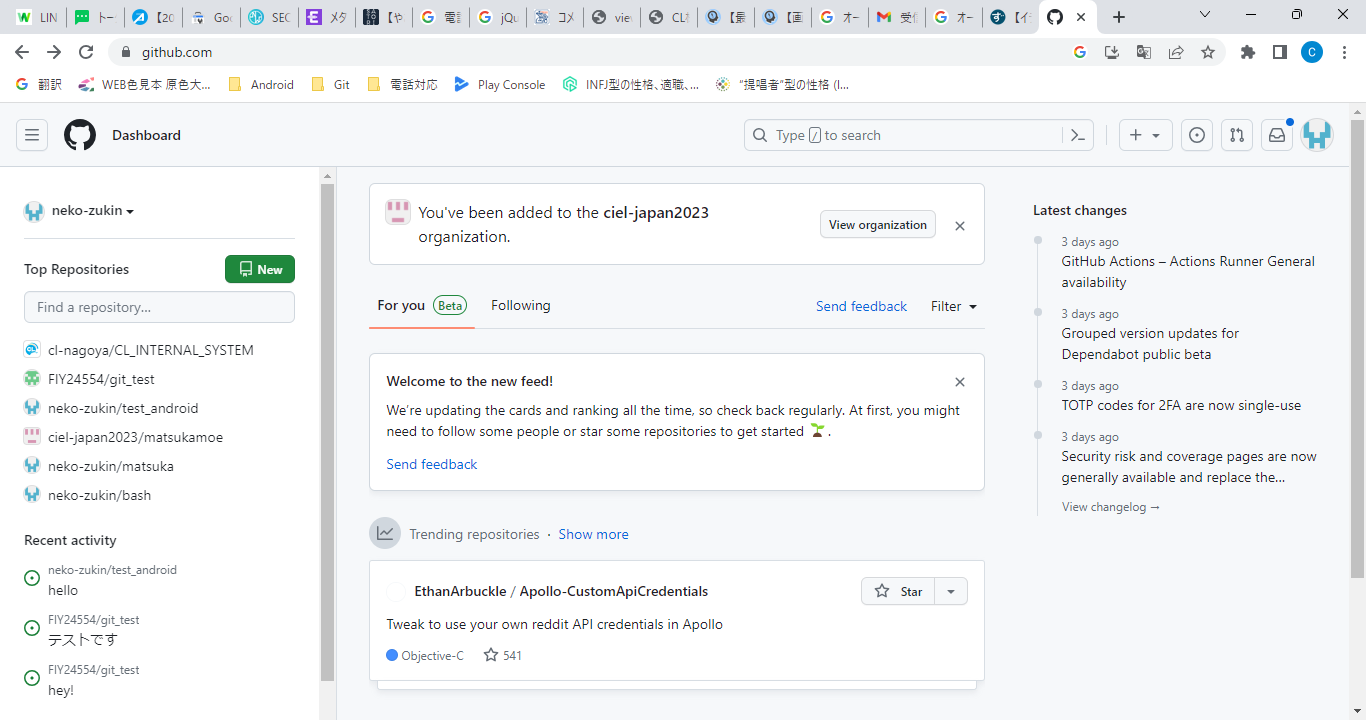 LIN
トー
【20
Goo
SEC
メタ
【や
電話
jQu
コメ
view
CL
【最
【画
オー
受信
オー
【イ
github.com
翻訳
WEB色見本 原色大...
Android
Git
電話対応
Play Console
INFJ型の性格、適職、...
“提唱者”型の性格 (I...
C
Dashboard
Type / to search
neko-zukin
Top Repositories
New
Find a repository…
cl-nagoya/CL_INTERNAL_SYSTEM
FIY24554/git_test
neko-zukin/test_android
ciel-japan2023/matsukamoe
neko-zukin/matsuka
neko-zukin/bash
Recent activity
neko-zukin/test_android
hello
FIY24554/git_test
テストです
FIY24554/git_test
hey!
You've been added to the ciel-japan2023
organization.
View organization
For you Beta
Following
Send feedback
Filter
Welcome to the new feed!
We’re updating the cards and ranking all the time, so check back regularly. At first, you might
need to follow some people or star some repositories to get started 🌱 .
Send feedback
Trending repositories · Show more
EthanArbuckle / Apollo-CustomApiCredentials
Star
Tweak to use your own reddit API credentials in Apollo
Objective-C
541
Latest changes
3 days ago
GitHub Actions – Actions Runner General
availability
3 days ago
Grouped version updates for
Dependabot public beta
3 days ago
TOTP codes for 2FA are now single-use
3 days ago
Security risk and coverage pages are now
generally available and replace the…
View changelog →